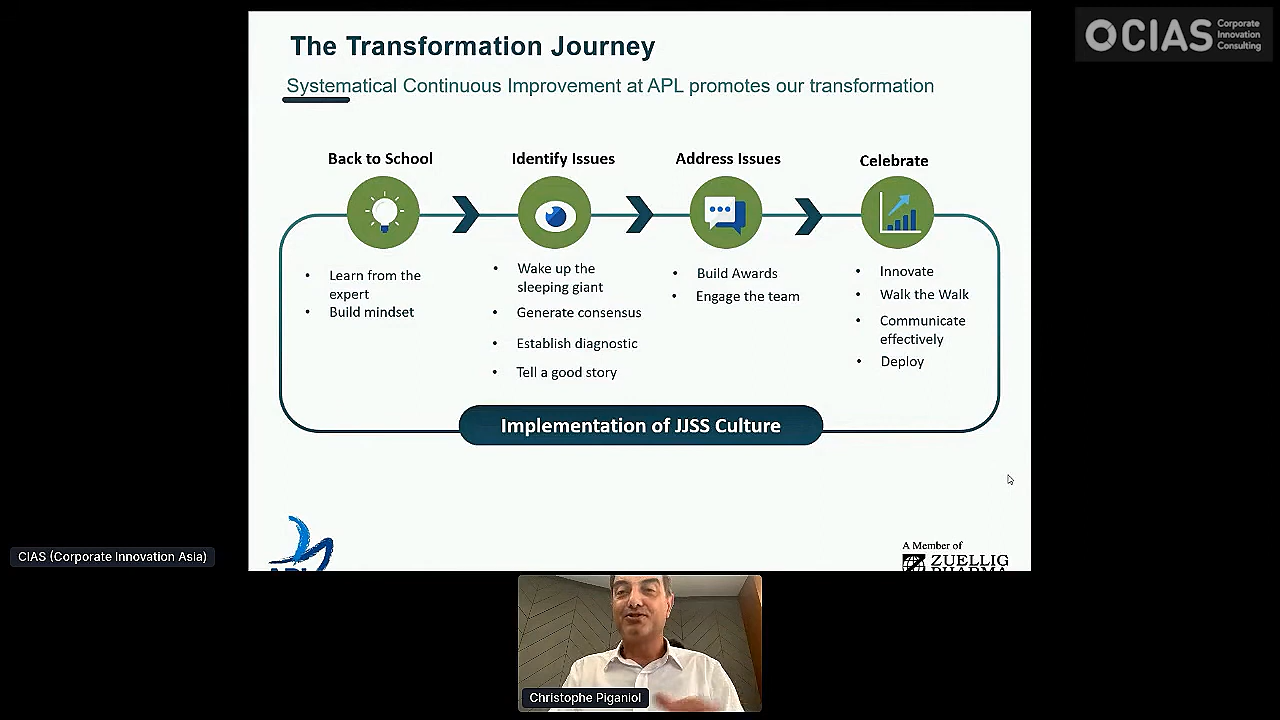 The Transformation Journey
Systematical Continuous Improvement at APL promotes our transformation
Back to School
Identify Issues
Address Issues
Celebrate
• Learn from the
expert
• Build mindset
• Wake up the
sleeping giant
• Generate consensus
• Establish diagnostic
• Tell a good story
• Build Awards
• Engage the team
• Innovate
• Walk the Walk
• Communicate
effectively
• Deploy
Implementation of JJSS Culture
A Member of
ZUELLIG
PHARMA
APL
CIAS (Corporate Innovation Asia)
Christophe Piganiol
OCIAS
Corporate
Innovation
Consulting